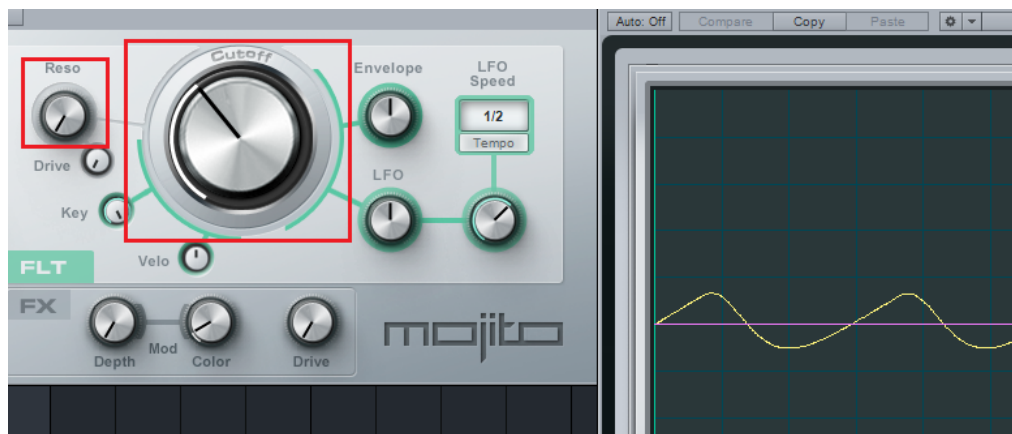 Auto: Off
Compare
Copy
Paste
Cutoff
Reso
Envelope
LFO
Speed
1/2
Tempo
Drive
LFO
Key
Velo
FLT
FX
Depth
Mod
Color
Drive
mojito